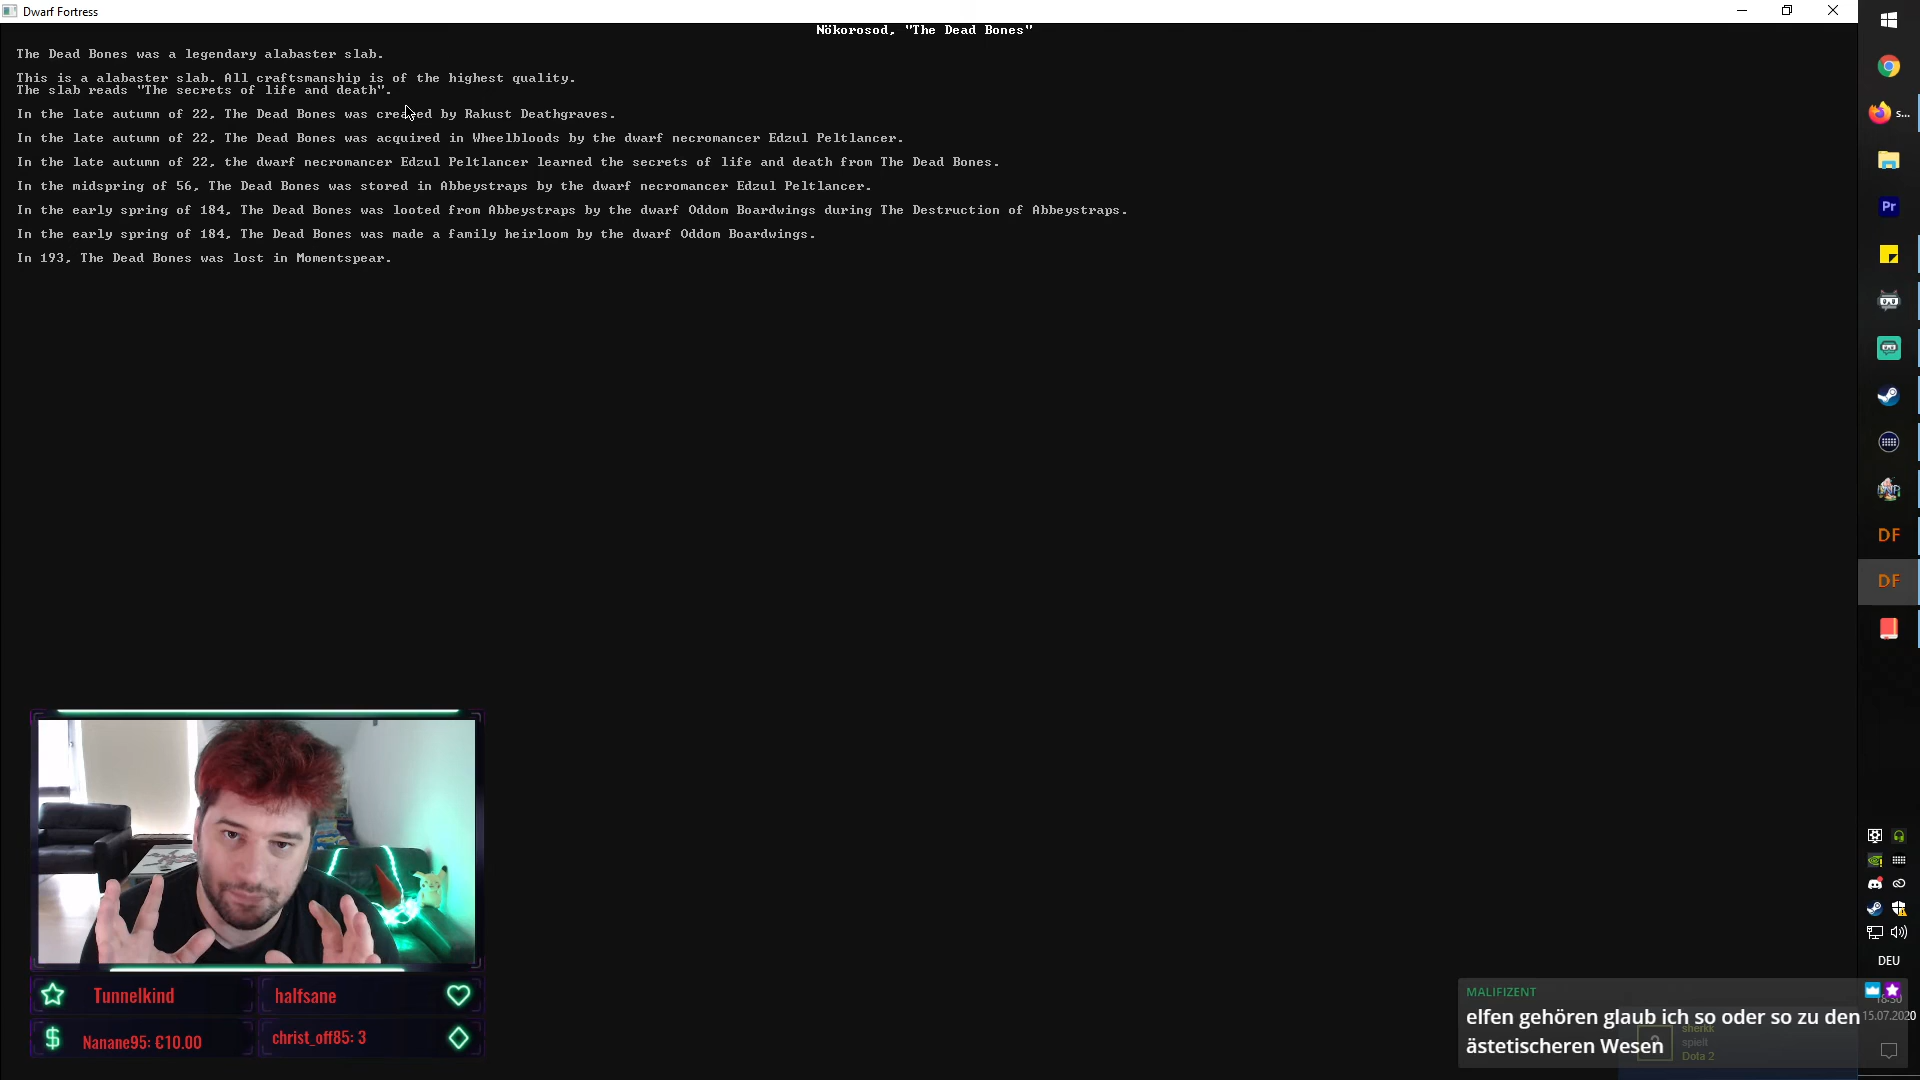 Dwarf Fortress
Nökorosod, "The Dead Bones"
The Dead Bones was a legendary alabaster slab.
This is a alabaster slab. All craftsmanship is of the highest quality.
The slab reads "The secrets of life and death".
In the late autumn of 22, The Dead Bones was created by Rakust Deathgraves.
In the late autumn of 22, The Dead Bones was acquired in Wheelbloods by the dwarf necromancer Edzul Peltlancer.
In the late autumn of 22, the dwarf necromancer Edzul Peltlancer learned the secrets of life and death from The Dead Bones.
In the midspring of 56, The Dead Bones was stored in Abbeystraps by the dwarf necromancer Edzul Peltlancer.
In the early spring of 184, The Dead Bones was looted from Abbeystraps by the dwarf Oddom Boardwings during The Destruction of Abbeystraps.
In the early spring of 184, The Dead Bones was made a family heirloom by the dwarf Oddom Boardwings.
In 193, The Dead Bones was lost in Momentspear.
s...
Pr
DF
DF
DEU
15.07.2020
Tunnelkind
halfsane
Nanane95: €10.00
christ_off85: 3
MALIFIZENT
elfen gehören glaub ich so oder so zu den
ästetischeren Wesen
sherkk
spielt
Dota 2